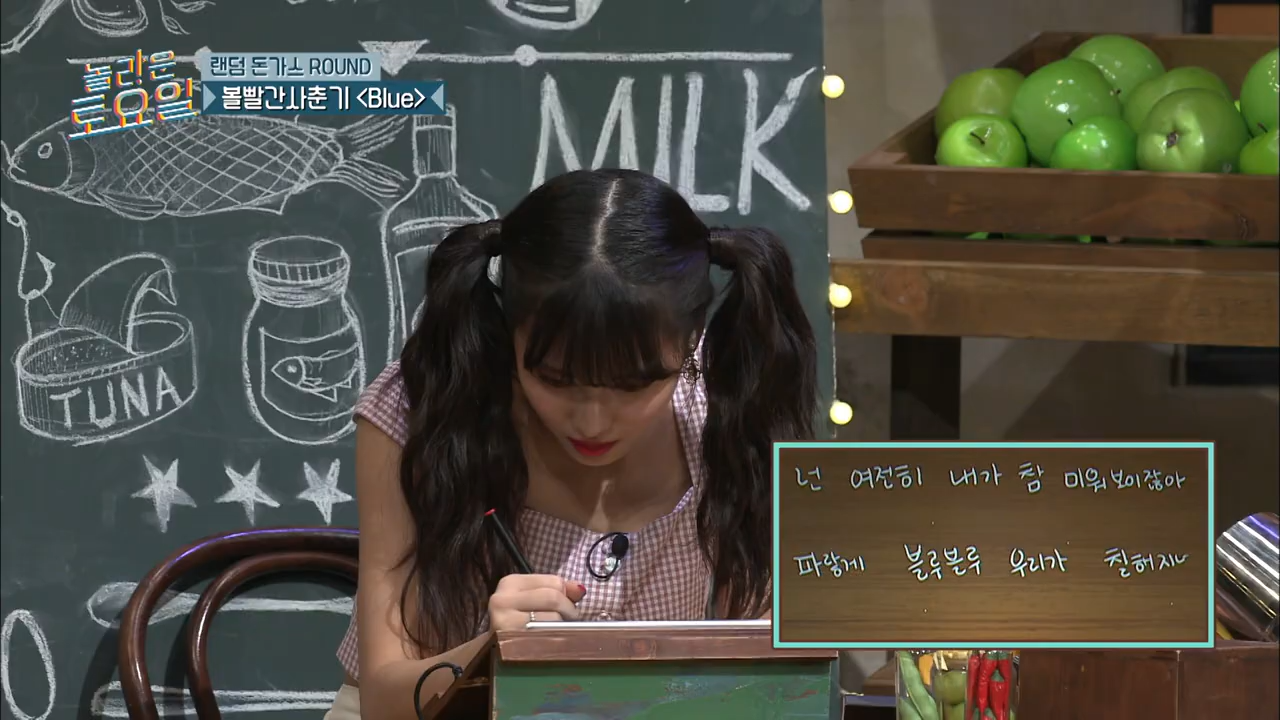 놀라운 토요일
랜덤 돈가스 ROUND
볼빨간사춘기 <Blue>
MILK
TUNA
넌 여전히 내가 참 미워보이잖아
파랗게 블루블루 우리가 칠해지나